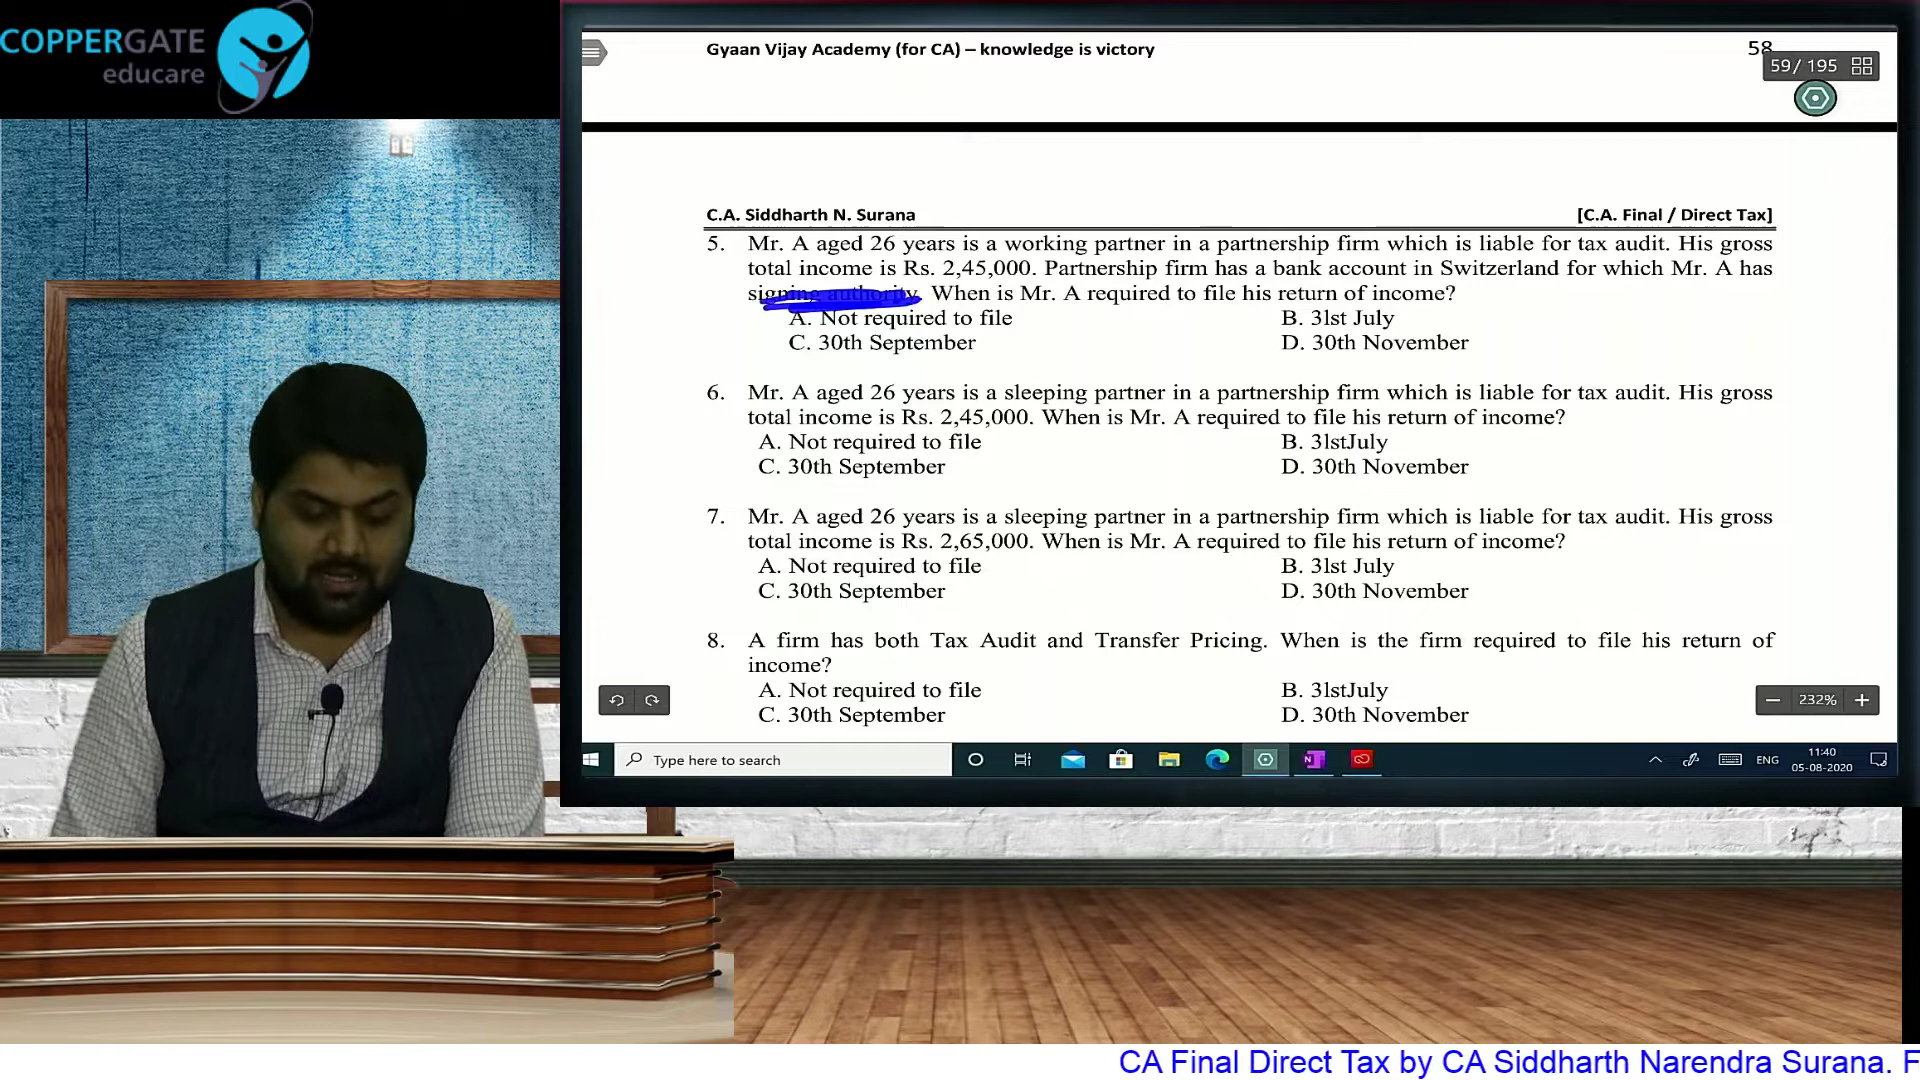 COPPERGATE
educare
Gyaan Vijay Academy (for CA) – knowledge is victory
58
59/ 195
C.A. Siddharth N. Surana
[C.A. Final / Direct Tax]
5. Mr. A aged 26 years is a working partner in a partnership firm which is liable for tax audit. His gross
total income is Rs. 2,45,000. Partnership firm has a bank account in Switzerland for which Mr. A has
signing authority. When is Mr. A required to file his return of income?
A. Not required to file
B. 3lst July
C. 30th September
D. 30th November
6. Mr. A aged 26 years is a sleeping partner in a partnership firm which is liable for tax audit. His gross
total income is Rs. 2,45,000. When is Mr. A required to file his return of income?
A. Not required to file
B. 3lstJuly
C. 30th September
D. 30th November
7. Mr. A aged 26 years is a sleeping partner in a partnership firm which is liable for tax audit. His gross
total income is Rs. 2,65,000. When is Mr. A required to file his return of income?
A. Not required to file
B. 3lst July
C. 30th September
D. 30th November
8. A firm has both Tax Audit and Transfer Pricing. When is the firm required to file his return of
income?
A. Not required to file
B. 3lstJuly
C. 30th September
D. 30th November
232%
Type here to search
ENG
11:40
05-08-2020
CA Final Direct Tax by CA Siddharth Narendra Surana. F